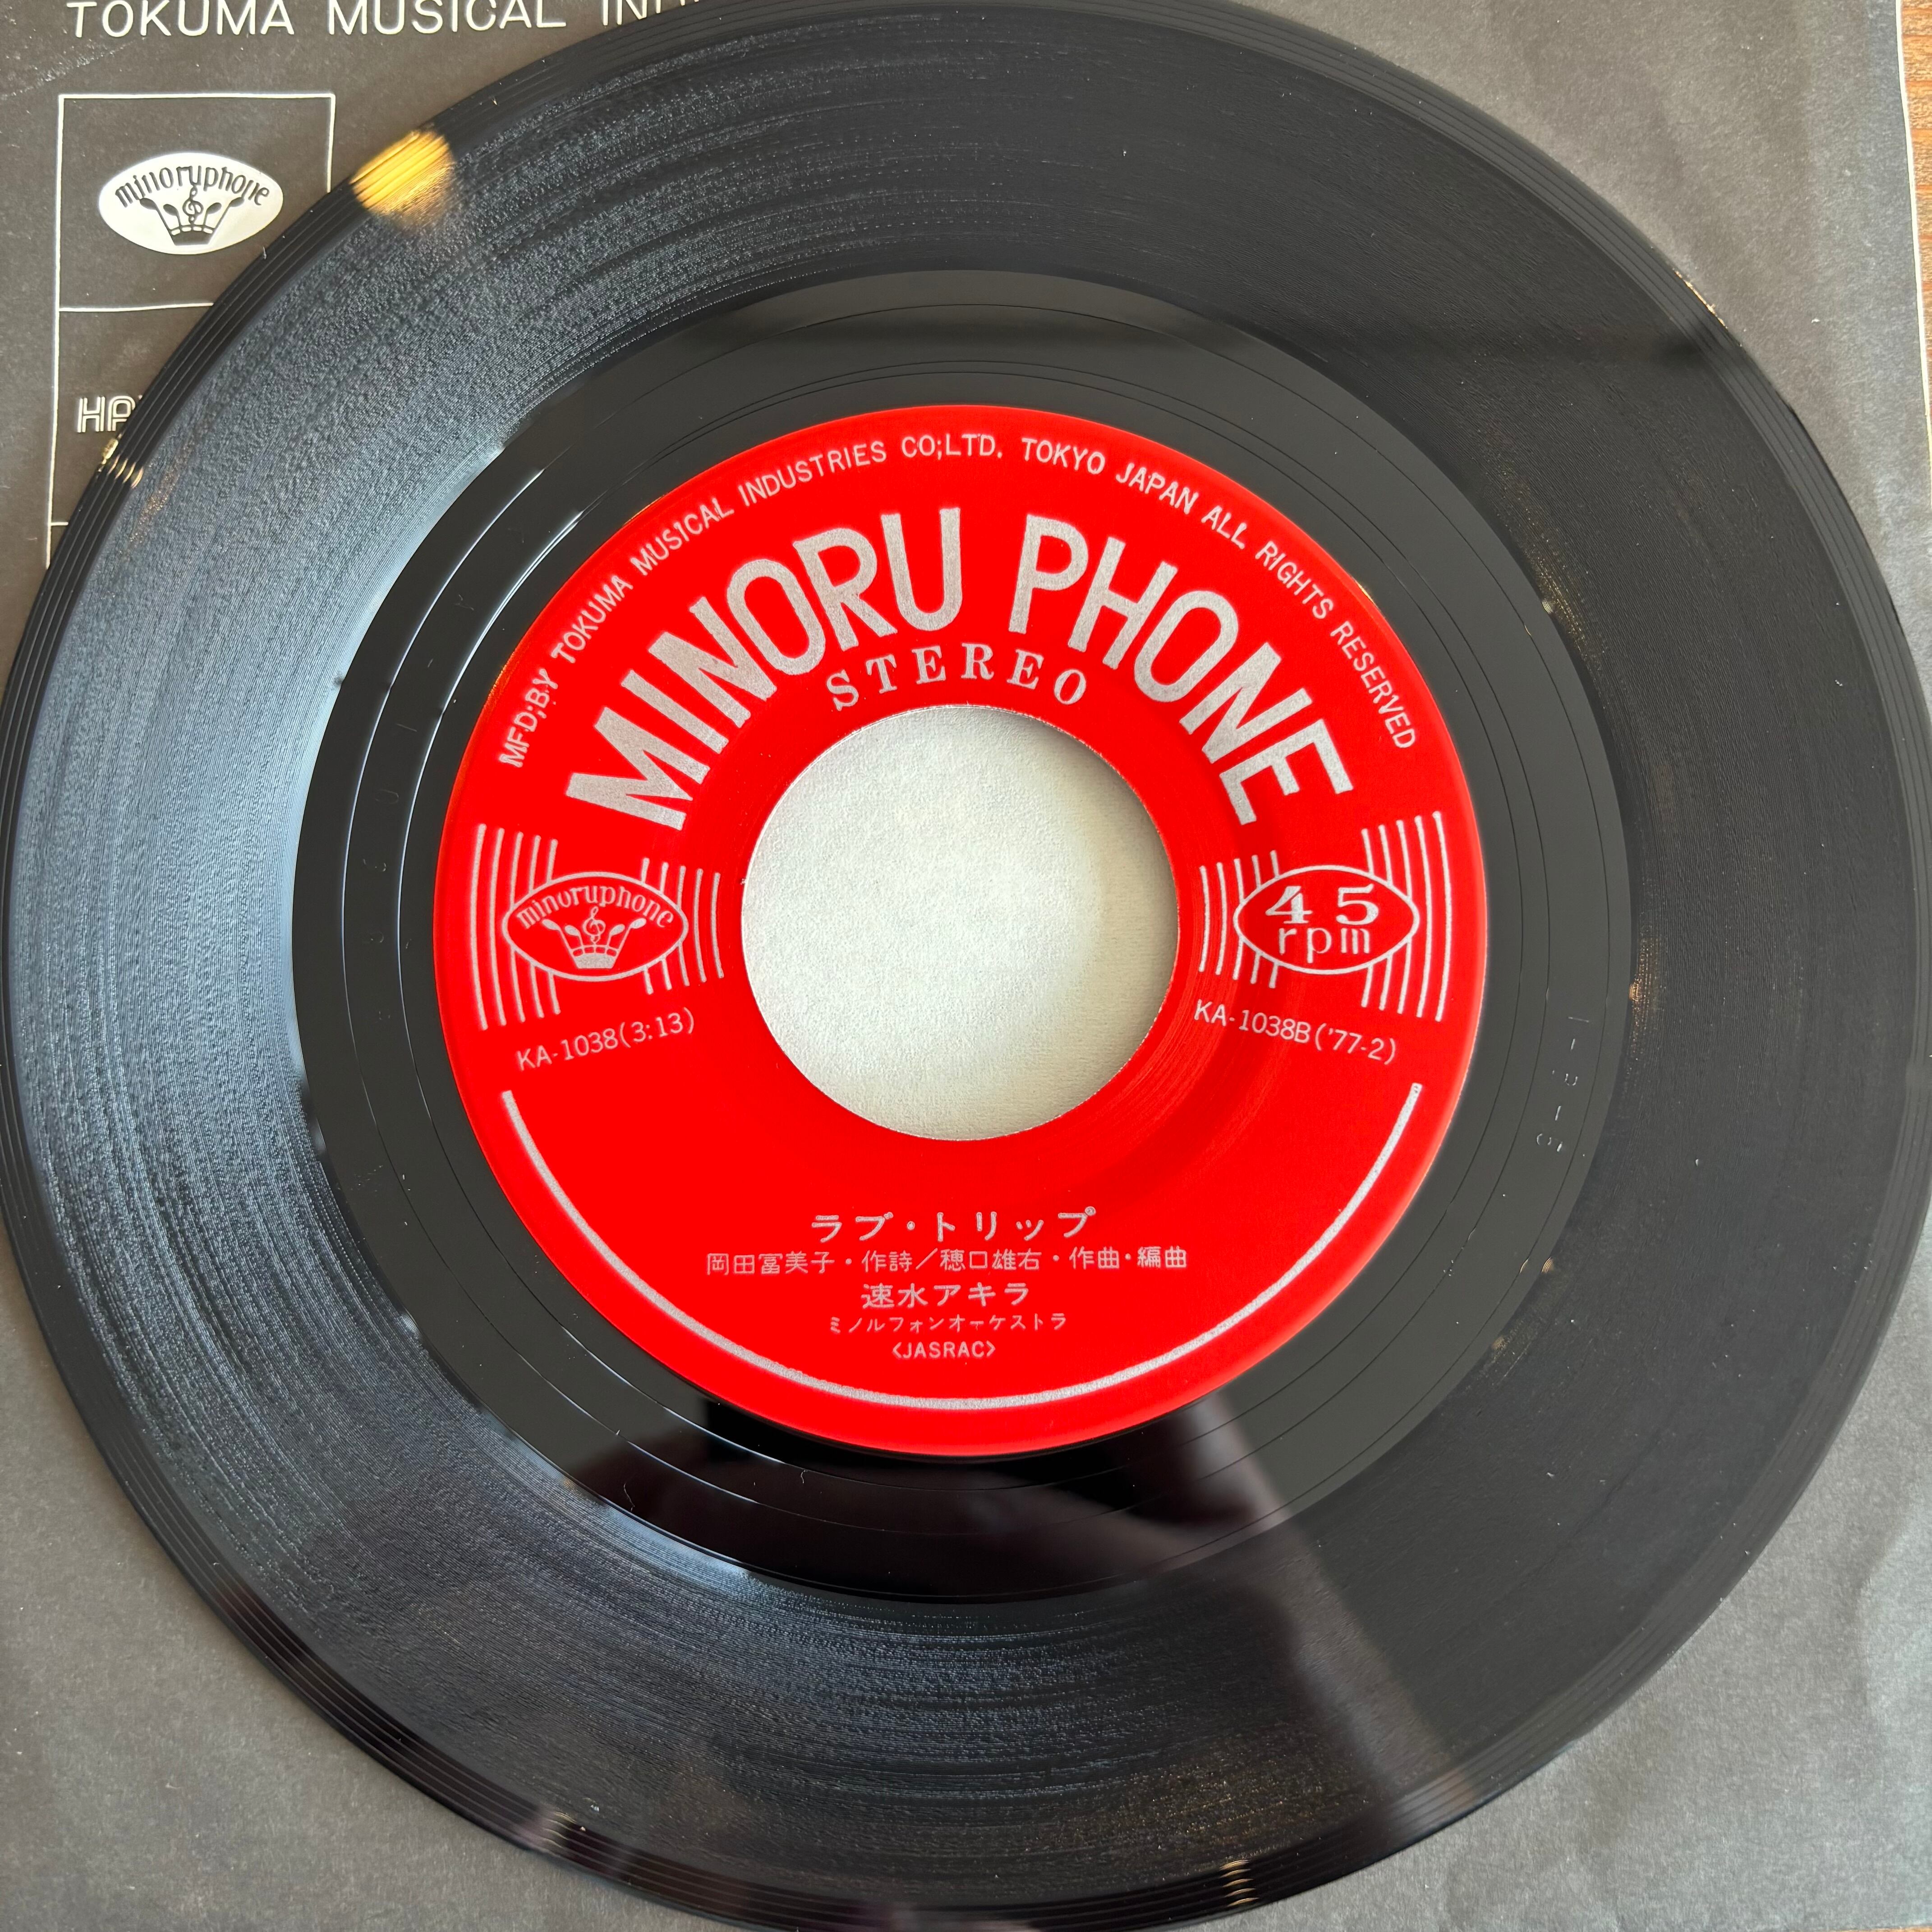 TOKUMA MUSICAL
minoruphone
MFD;BY TOKUMA MUSICAL INDUSTRIES CO;LTD. TOKYO JAPAN ALL RIGHTS RESERVED
MINORU PHONE
STEREO
minoruphone
45
rpm
KA-1038(3:13)
KA-1038B('77-2)
ラブ・トリップ
岡田冨美子・作詩/穂口雄右・作曲・編曲
速水アキラ
ミノルフォンオーケストラ
<JASRAC>